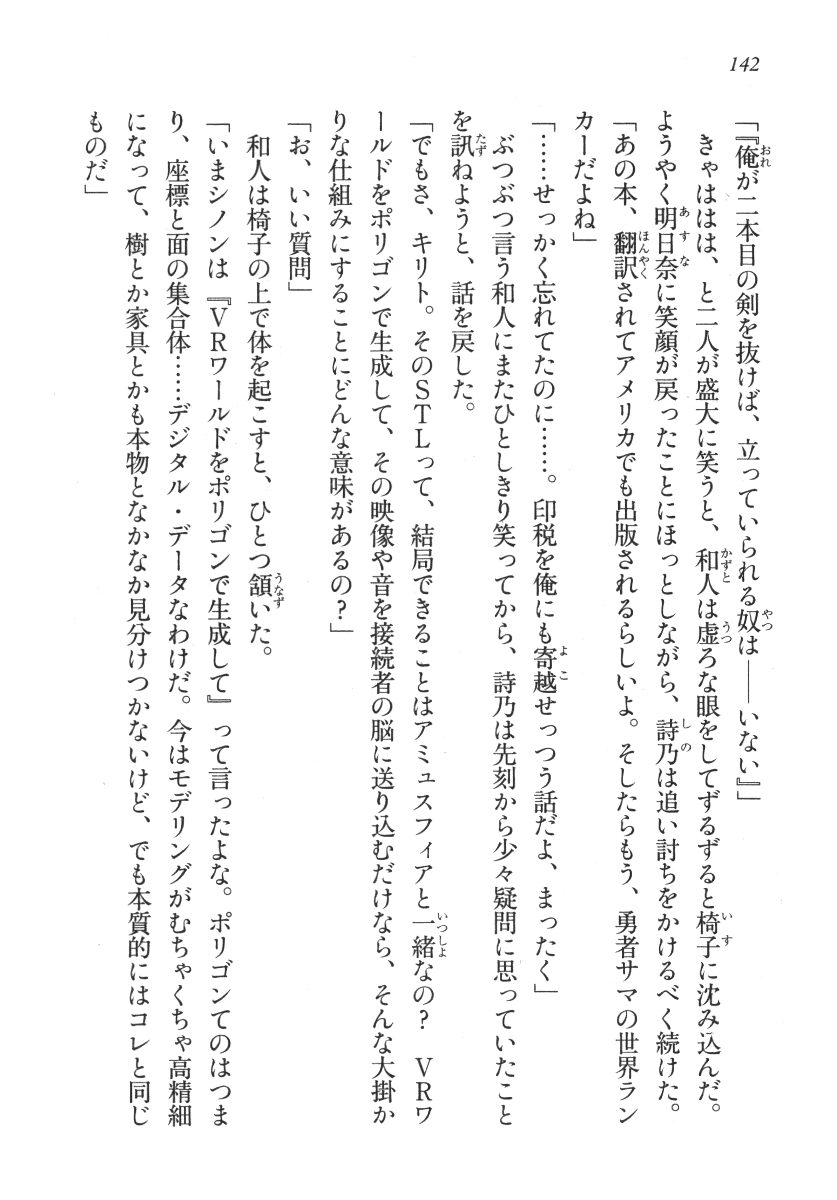 142
「『俺が二本目の剣を抜けば、立っていられる奴は――いない』」
きゃははは、と二人が盛大に笑うと、和人は虚ろな眼をしてずるずると椅子に沈み込んだ。
ようやく明日奈に笑顔が戻ったことにほっとしながら、詩乃は追い討ちをかけるべく続けた。
「あの本、翻訳されてアメリカでも出版されるらしいよ。そしたらもう、勇者サマの世界ラン
カーだよね」
「……せっかく忘れてたのに……。印税を俺にも寄越せっつう話だよ、まったく」
ぶつぶつ言う和人にまたひとしきり笑ってから、詩乃は先刻から少々疑問に思っていたこと
を訊ねようと、話を戻した。
「でもさ、キリト。そのSTLって、結局できることはアミュスフィアと一緒なの？　VRワ
ールドをポリゴンで生成して、その映像や音を接続者の脳に送り込むだけなら、そんな大掛か
りな仕組みにすることにどんな意味があるの？」
「お、いい質問」
和人は椅子の上で体を起こすと、ひとつ頷いた。
「いまシノンは『VRワールドをポリゴンで生成して』って言ったよな。ポリゴンてのはつま
り、座標と面の集合体……デジタル・データなわけだ。今はモデリングがむちゃくちゃ高精細
になって、樹とか家具とかも本物となかなか見分けつかないけど、でも本質的にはコレと同じ
ものだ」